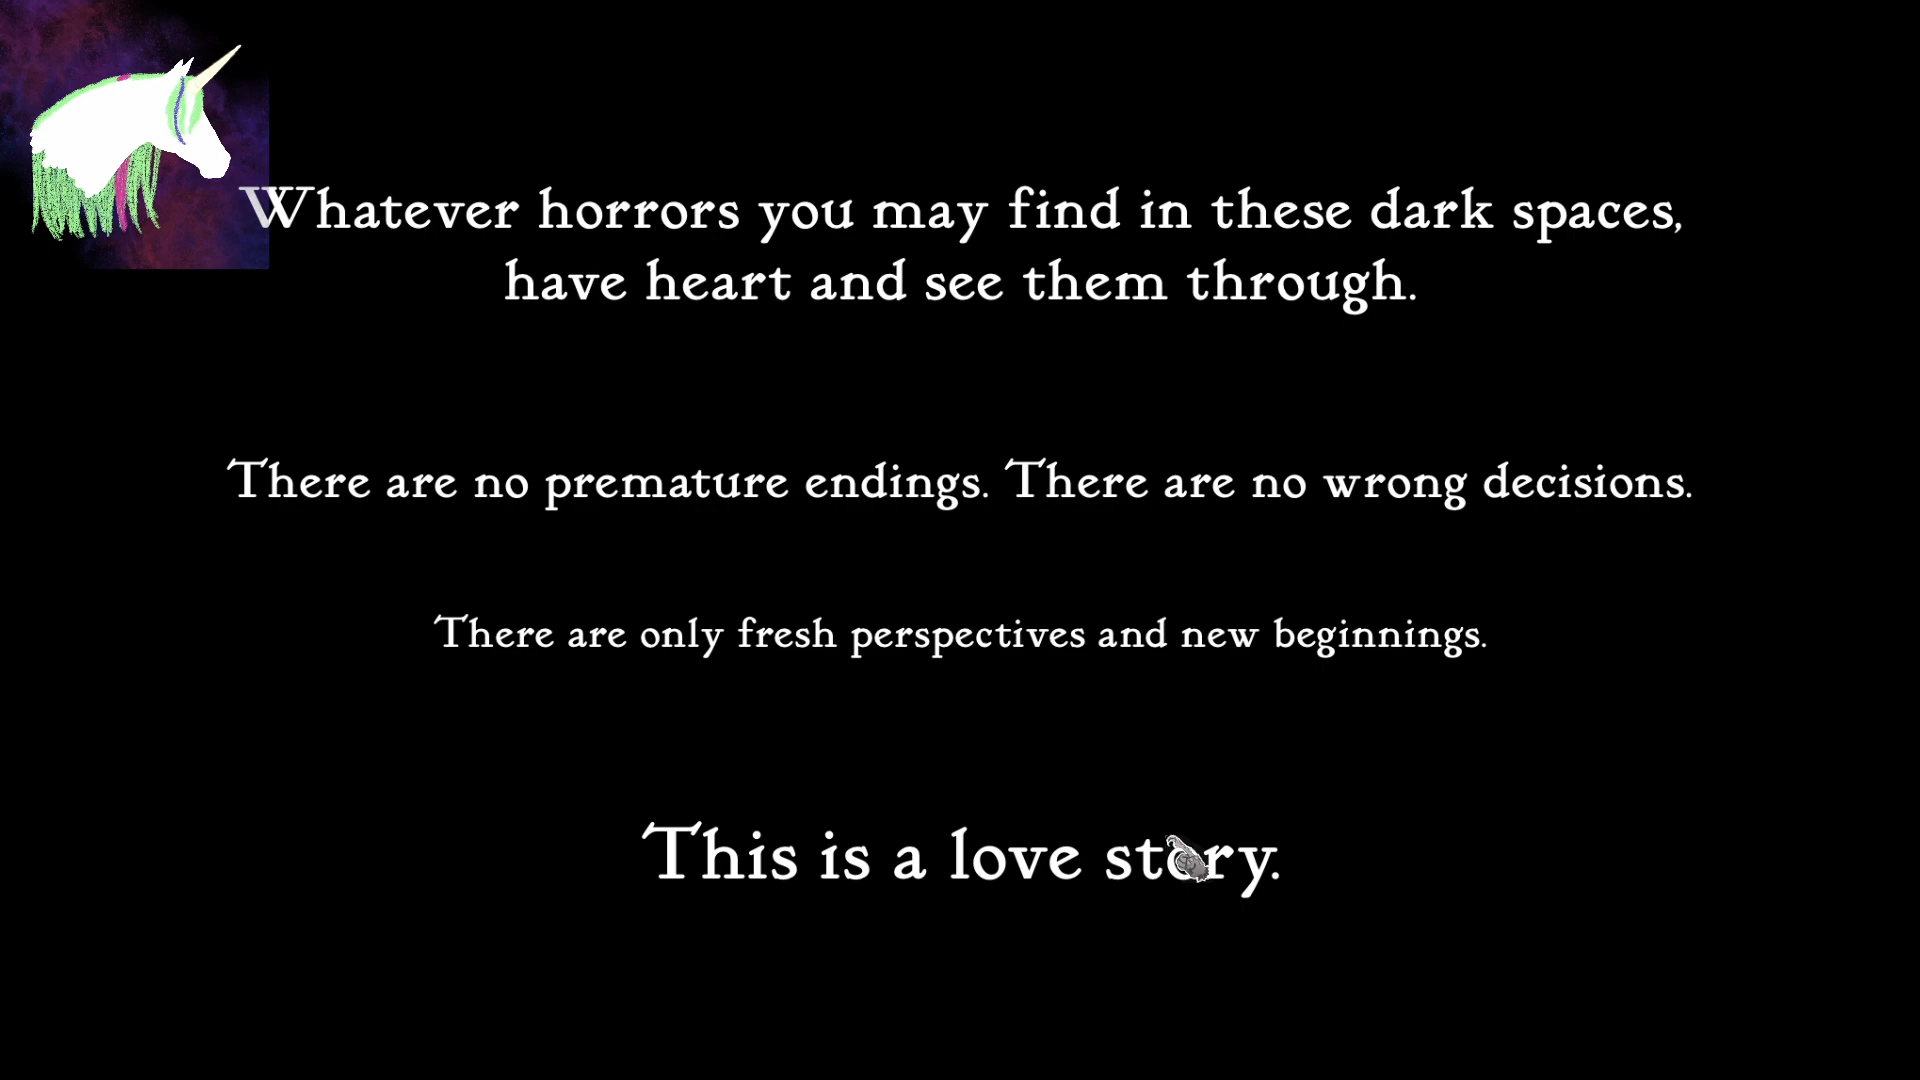 Whatever horrors you may find in these dark spaces,
have heart and see them through.
There are no premature endings. There are no wrong decisions.
There are only fresh perspectives and new beginnings.
This is a love story.